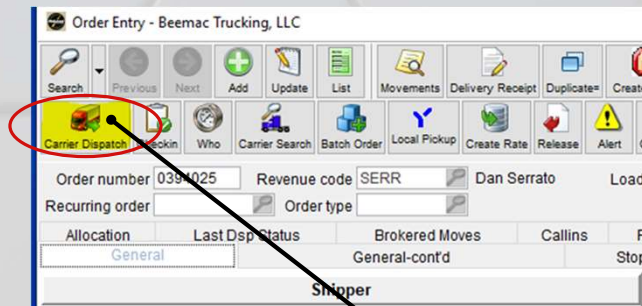 Order Entry - Beemac Trucking, LLC
Search Previous Next Add Update List Movements Delivery Receipt Duplicate=
Carrier Dispatch Who Carrier Search Batch Order Local Pickup Create Rate Release Alert
Order number 0394025 Revenue code SERR Dan Serrato
Recurring order Order type
Allocation Last Dsp Status Brokered Moves Callins
General General-cont'd
Shipper